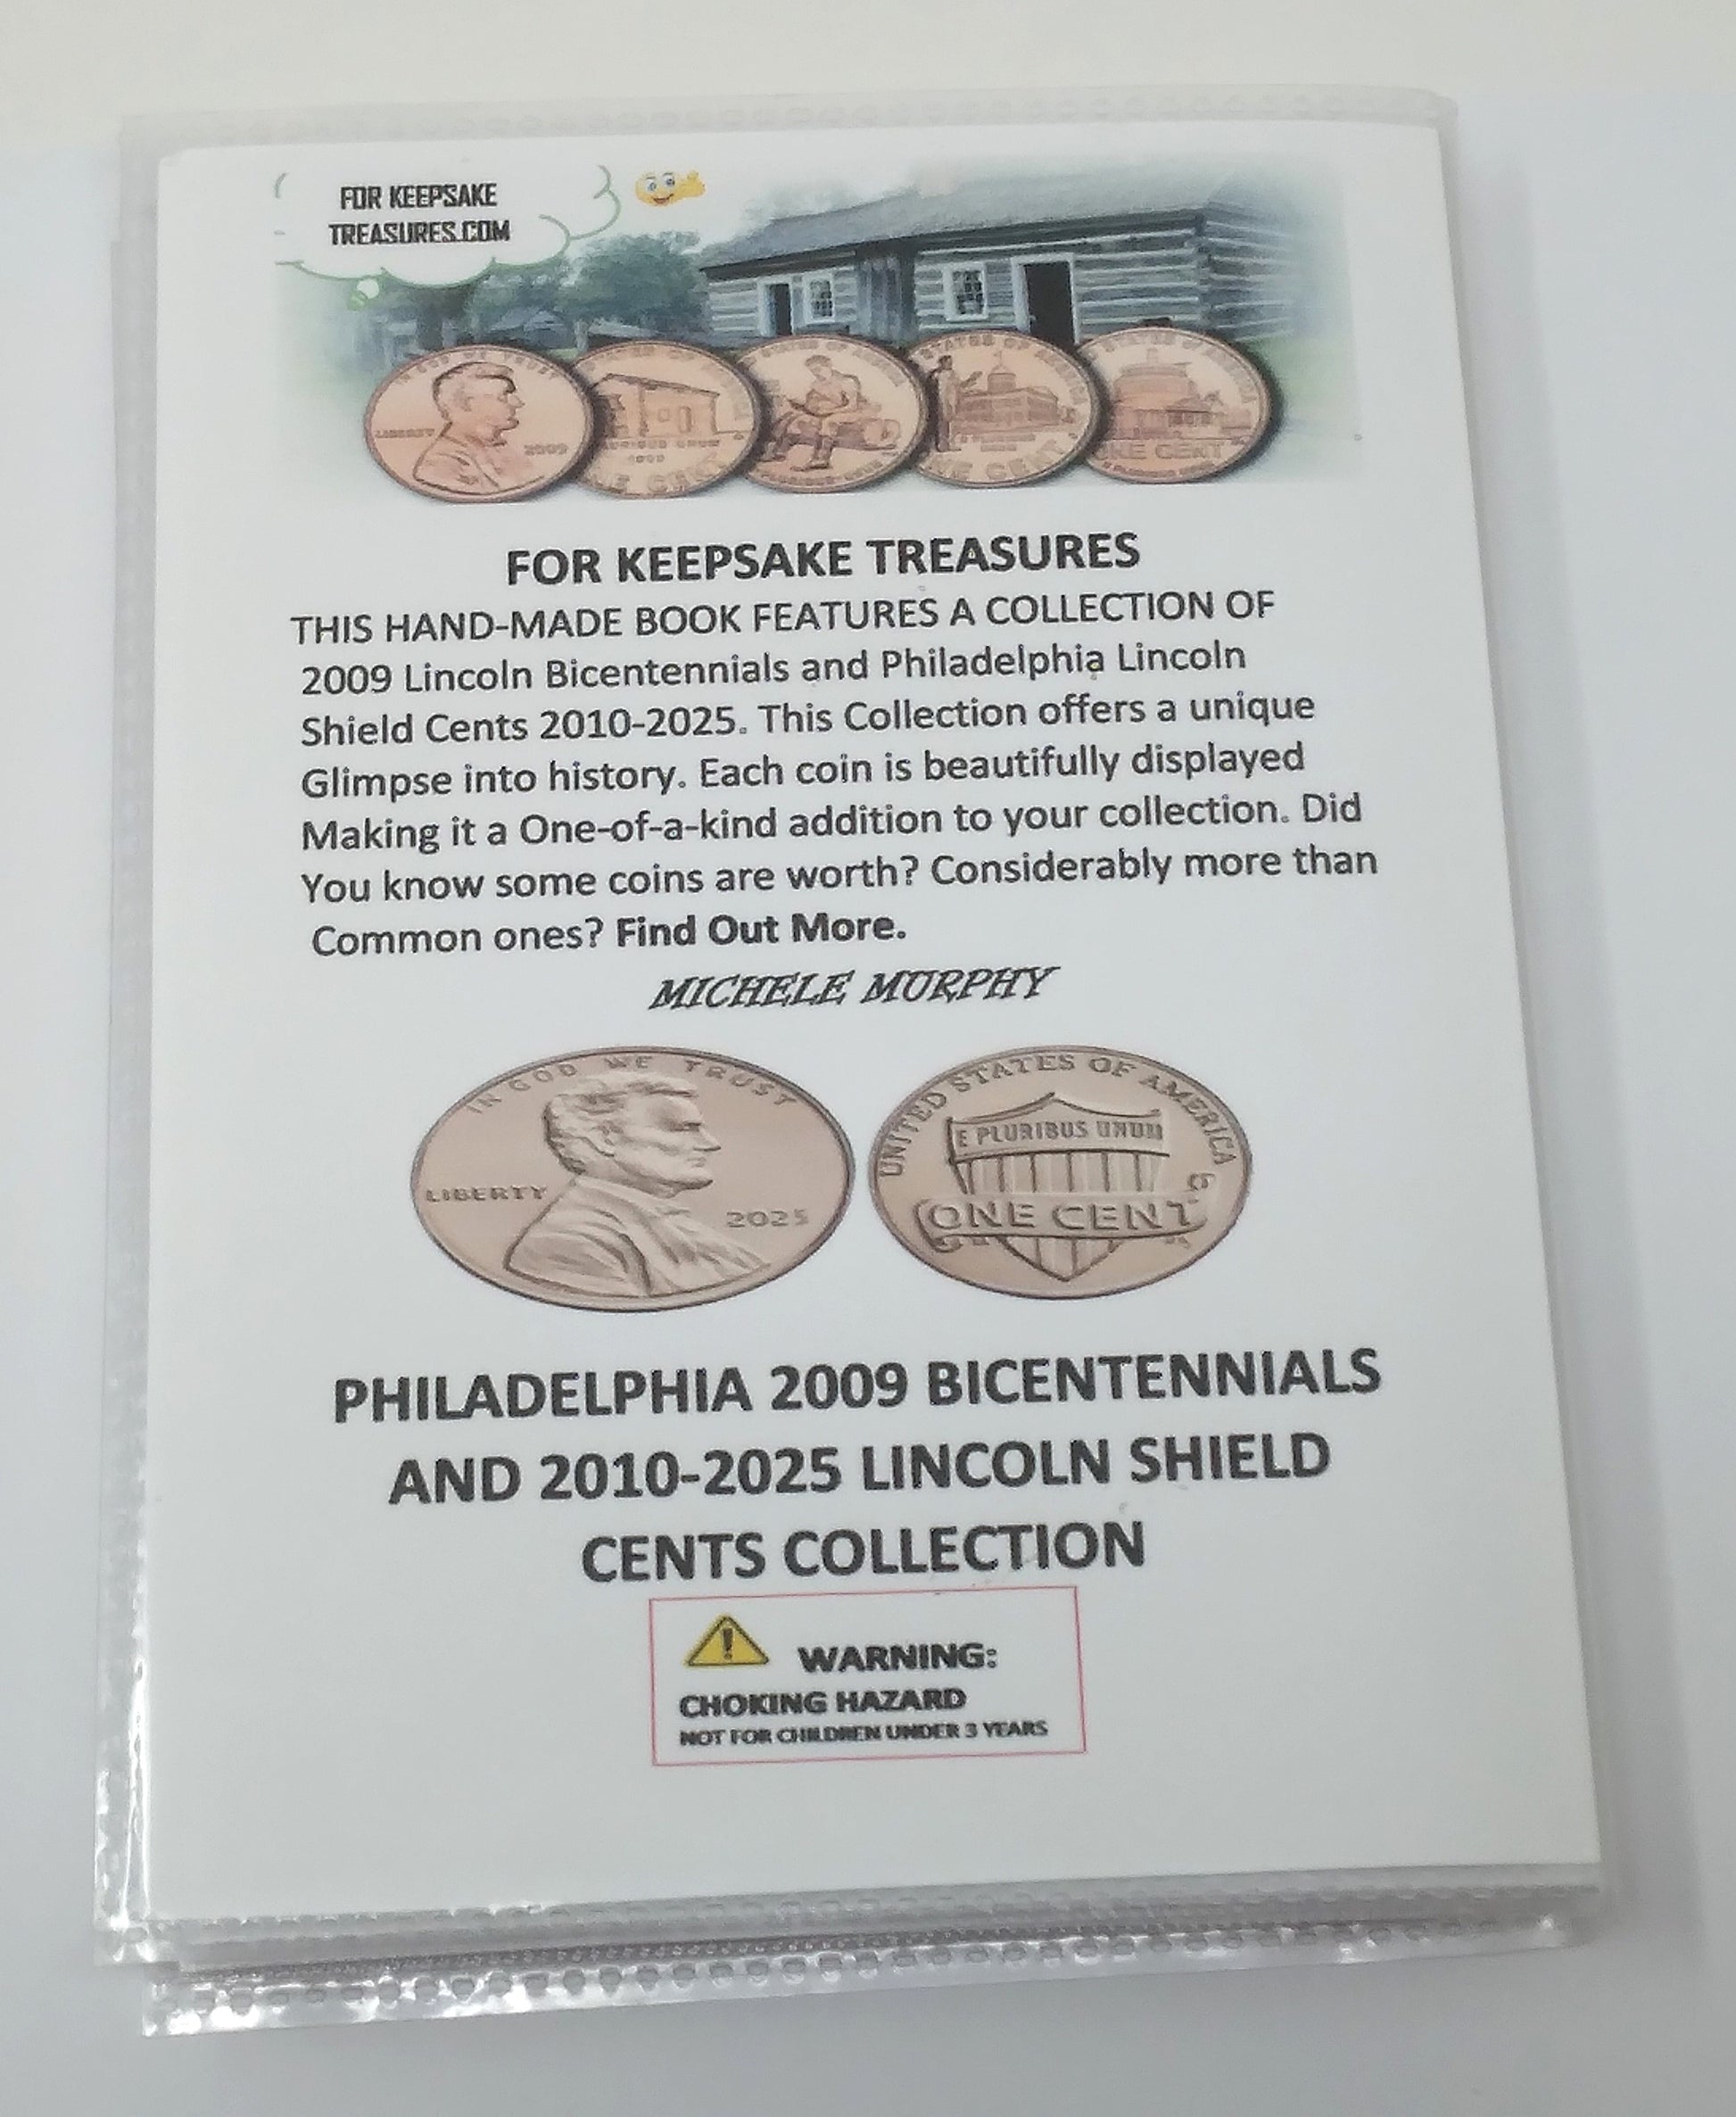 FOR KEEPSAKE
TREASURES.COM
LIBERTY
2009
ONE CENT
FOR KEEPSAKE TREASURES
THIS HAND-MADE BOOK FEATURES A COLLECTION OF
2009 Lincoln Bicentennials and Philadelphia Lincoln
Shield Cents 2010-2025. This Collection offers a unique
Glimpse into history. Each coin is beautifully displayed
Making it a One-of-a-kind addition to your collection. Did
You know some coins are worth? Considerably more than
Common ones? Find Out More.
MICHELE MURPHY
IN GOD WE TRUST
LIBERTY
2025
UNITED STATES OF AMERICA
E PLURIBUS UNUM
ONE CENT
PHILADELPHIA 2009 BICENTENNIALS
AND 2010-2025 LINCOLN SHIELD
CENTS COLLECTION
WARNING:
CHOKING HAZARD
NOT FOR CHILDREN UNDER 3 YEARS